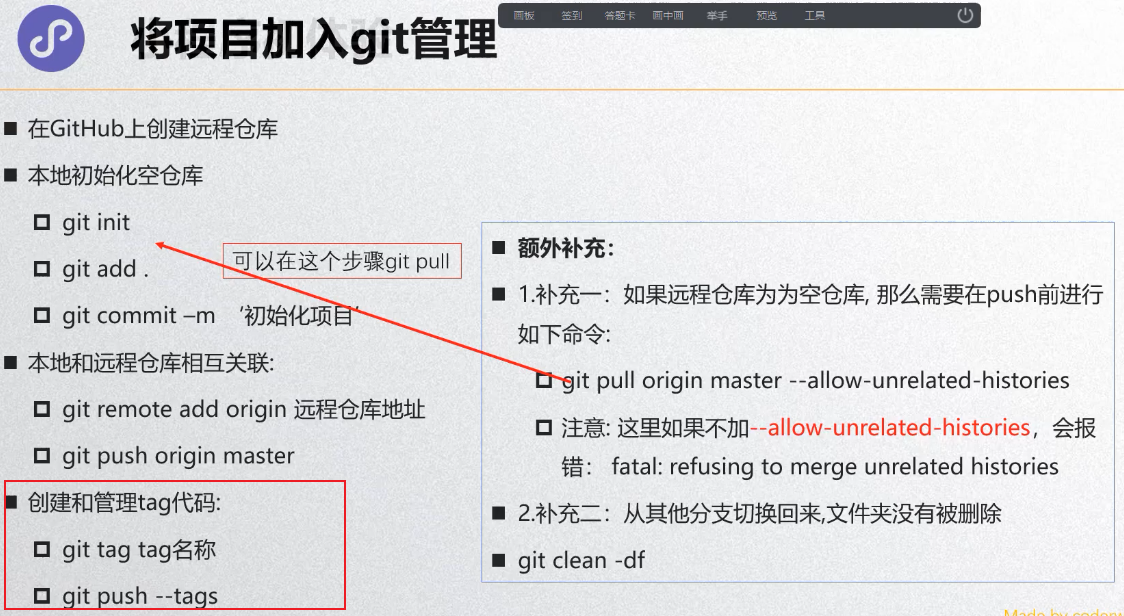 画板 签到 答题卡 画中画 举手 预览 工具
将项目加入git管理
在GitHub上创建远程仓库
本地初始化空仓库
git init
git add .
git commit –m ‘初始化项目‘
本地和远程仓库相互关联:
git remote add origin 远程仓库地址
git push origin master
创建和管理tag代码:
git tag tag名称
git push --tags
可以在这个步骤git pull
额外补充：
1.补充一：如果远程仓库为为空仓库, 那么需要在push前进行
如下命令:
git pull origin master --allow-unrelated-histories
注意: 这里如果不加--allow-unrelated-histories，会报
错： fatal: refusing to merge unrelated histories
2.补充二：从其他分支切换回来,文件夹没有被删除
git clean -df
Made by